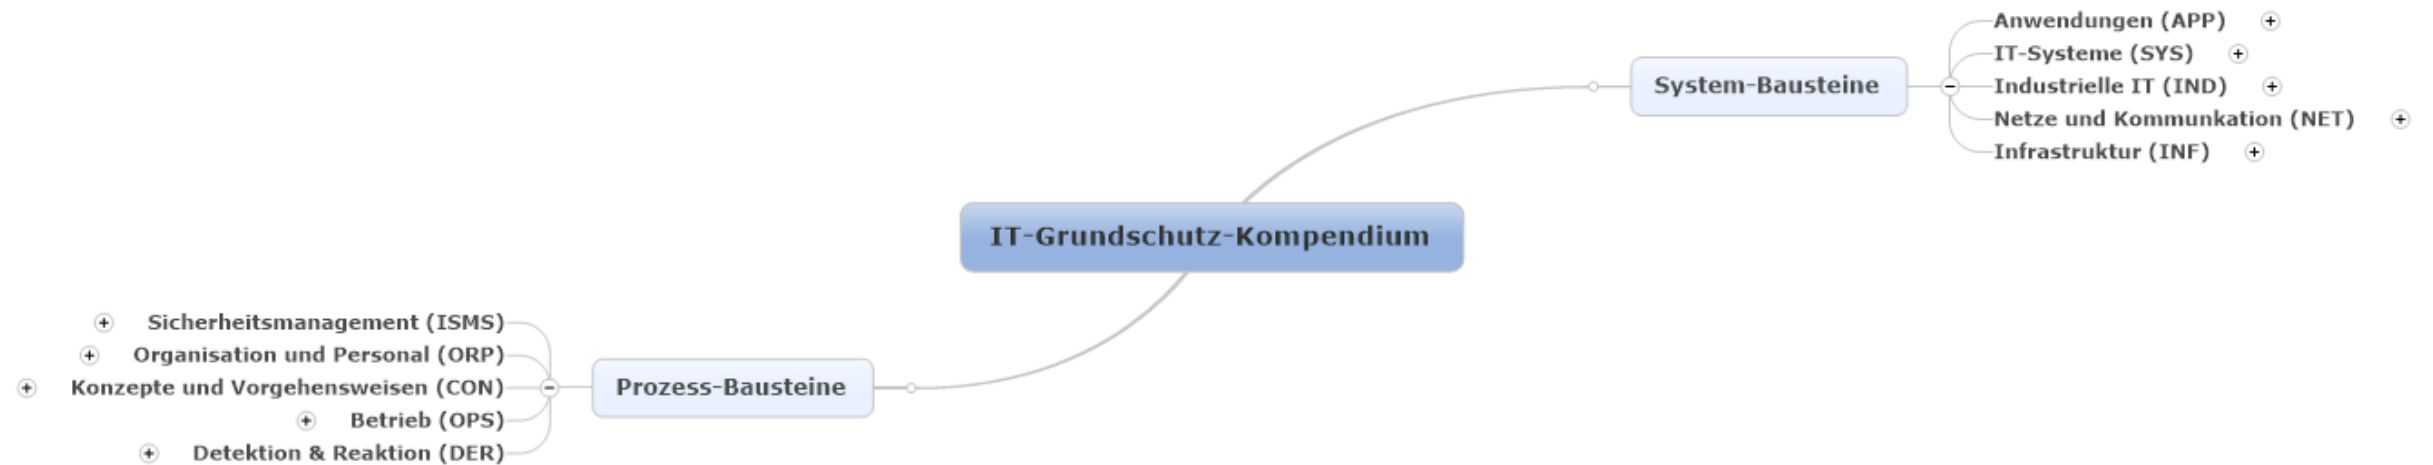 Anwendungen (APP)
IT-Systeme (SYS)
System-Bausteine
Industrielle IT (IND)
Netze und Kommunkation (NET)
Infrastruktur (INF)
IT-Grundschutz-Kompendium
Sicherheitsmanagement (ISMS)
Organisation und Personal (ORP)
Konzepte und Vorgehensweisen (CON)
Prozess-Bausteine
Betrieb (OPS)
Detektion & Reaktion (DER)